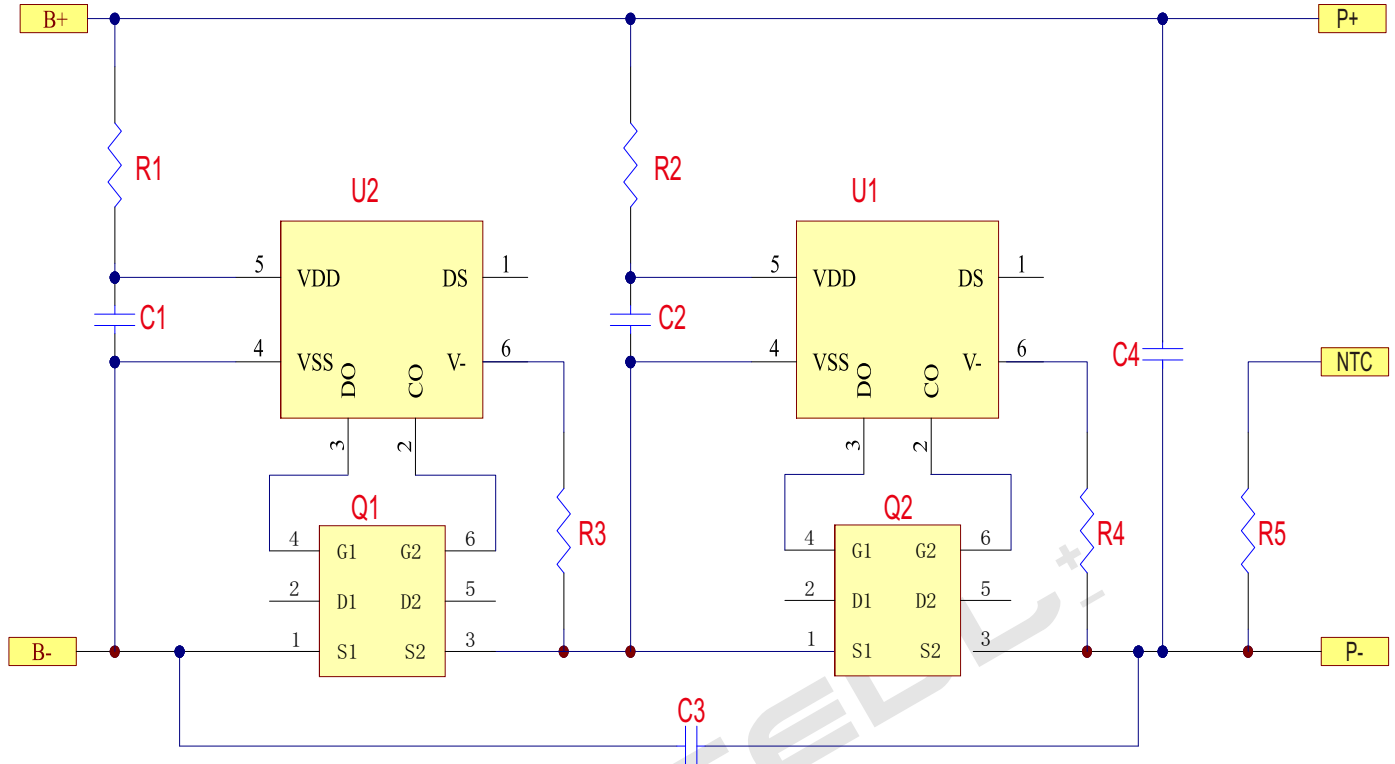 B+ P+
R1 R2
U2 U1
5 VDD DS 1 5 VDD DS 1
C1 C2
4 VSS V- 6 4 VSS V- 6
C4 NTC
DO CO DO CO
3 2 3 2
Q1 Q2
4 G1 G2 6 R3 4 G1 G2 6 R4 R5
2 D1 D2 5 2 D1 D2 5
B- 1 S1 S2 3 1 S1 S2 3 P-
C3